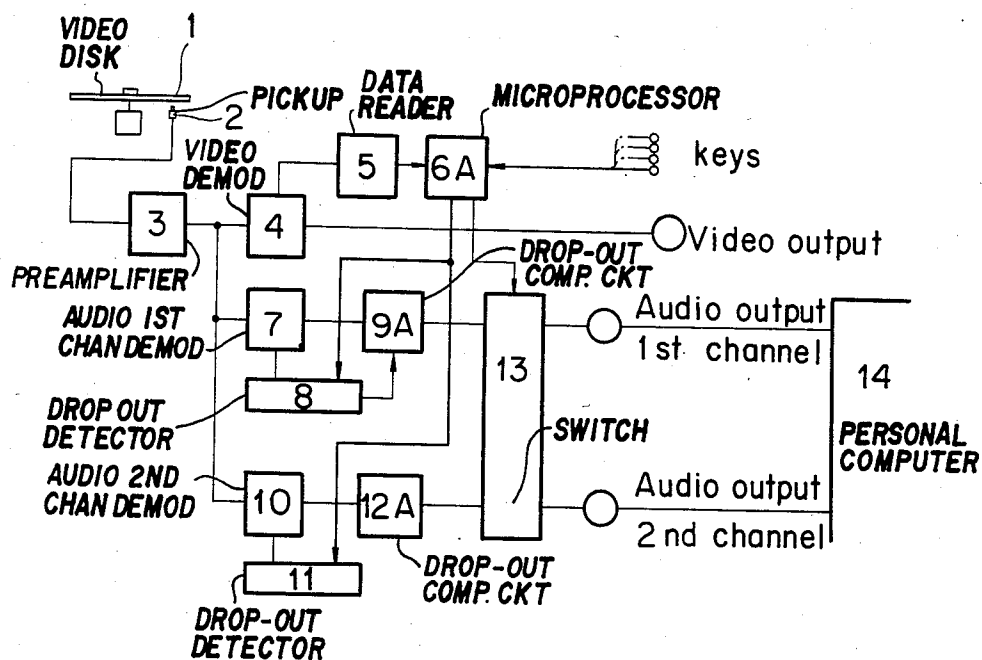 VIDEO
DISK
1
PICKUP
2
DATA
READER
MICROPROCESSOR
VIDEO
DEMOD
5
6A
keys
3
4
Video output
PREAMPLIFIER
DROP-OUT
COMP. CKT
AUDIO 1ST
CHAN DEMOD
7
9A
13
Audio output
1st channel
14
8
DROP OUT
DETECTOR
SWITCH
PERSONAL
COMPUTER
AUDIO 2ND
CHAN DEMOD
10
12A
Audio output
2nd channel
11
DROP-OUT
COMP. CKT
DROP-OUT
DETECTOR